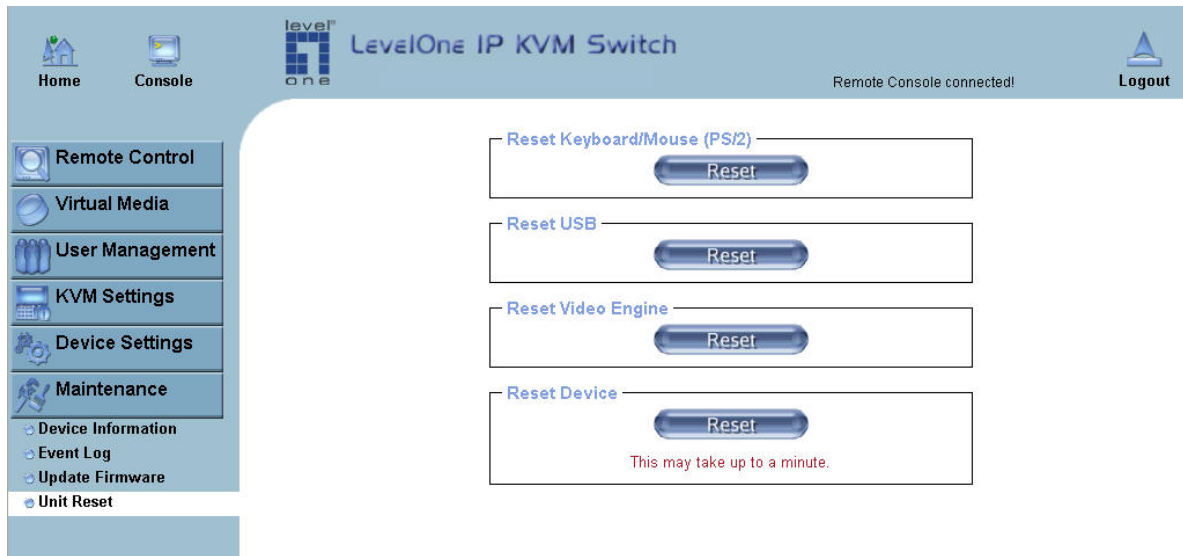 Home
Console
level"
one
LevelOne IP KVM Switch
Remote Console connected!
Logout
Remote Control
Virtual Media
User Management
KVM Settings
Device Settings
Maintenance
Device Information
Event Log
Update Firmware
Unit Reset
Reset Keyboard/Mouse (PS/2)
Reset
Reset USB
Reset
Reset Video Engine
Reset
Reset Device
Reset
This may take up to a minute.